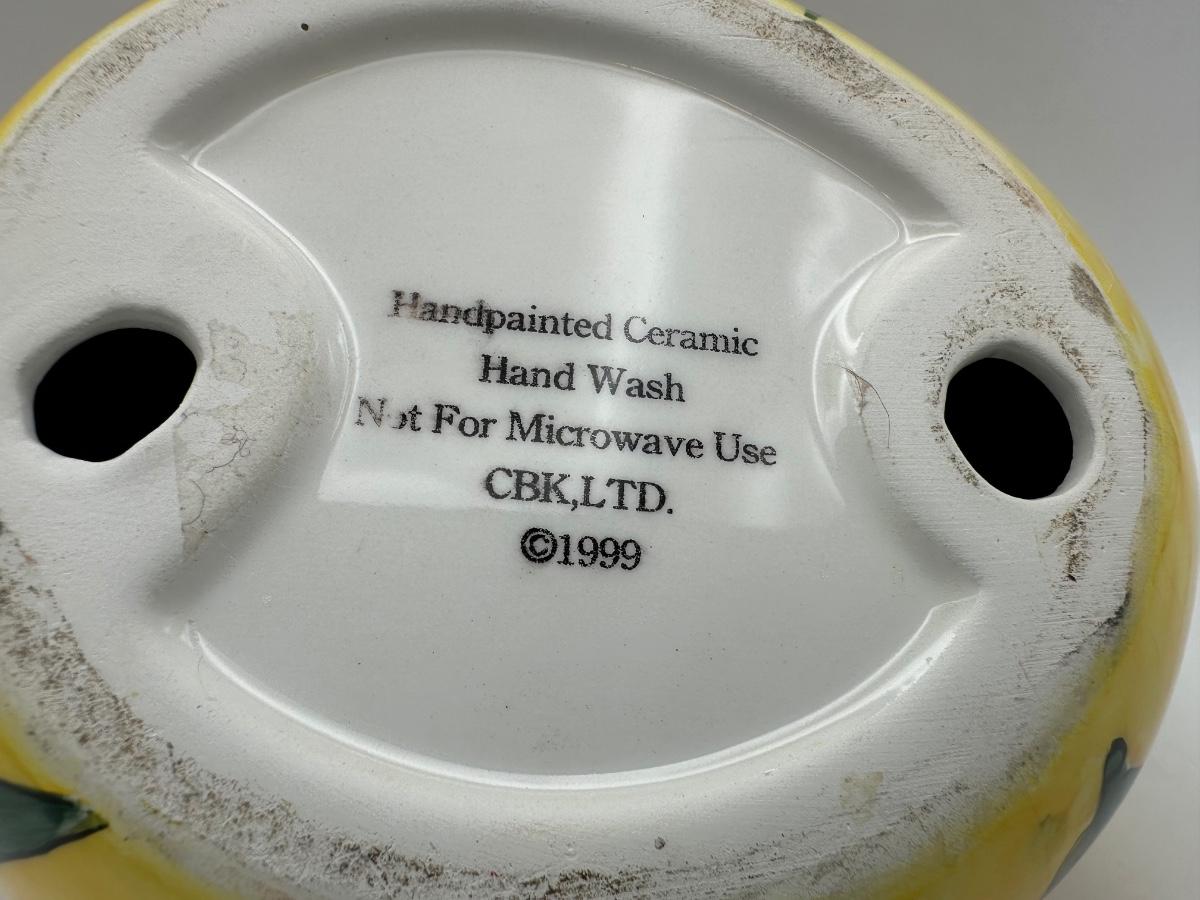 Handpainted Ceramic
Hand Wash
Not For Microwave Use
CBK,LTD.
©1999